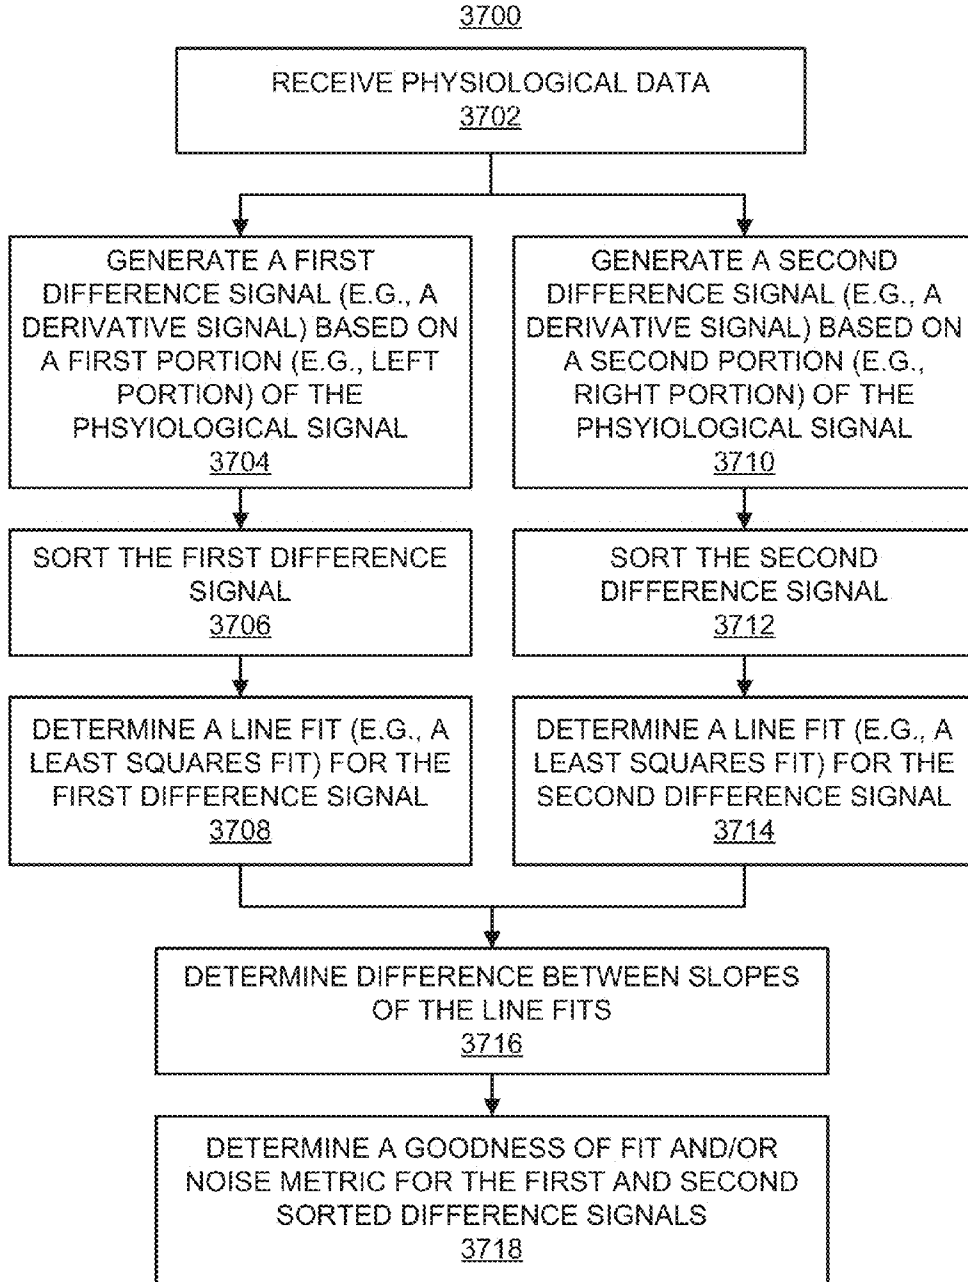 3700
RECEIVE PHYSIOLOGICAL DATA
3702
GENERATE A FIRST
DIFFERENCE SIGNAL (E.G., A
DERIVATIVE SIGNAL) BASED ON
A FIRST PORTION (E.G., LEFT
PORTION) OF THE
PHSYIOLOGICAL SIGNAL
3704
GENERATE A SECOND
DIFFERENCE SIGNAL (E.G., A
DERIVATIVE SIGNAL) BASED ON
A SECOND PORTION (E.G.,
RIGHT PORTION) OF THE
PHSYIOLOGICAL SIGNAL
3710
SORT THE FIRST DIFFERENCE
SIGNAL
3706
SORT THE SECOND
DIFFERENCE SIGNAL
3712
DETERMINE A LINE FIT (E.G., A
LEAST SQUARES FIT) FOR THE
FIRST DIFFERENCE SIGNAL
3708
DETERMINE A LINE FIT (E.G., A
LEAST SQUARES FIT) FOR THE
SECOND DIFFERENCE SIGNAL
3714
DETERMINE DIFFERENCE BETWEEN SLOPES
OF THE LINE FITS
3716
DETERMINE A GOODNESS OF FIT AND/OR
NOISE METRIC FOR THE FIRST AND SECOND
SORTED DIFFERENCE SIGNALS
3718